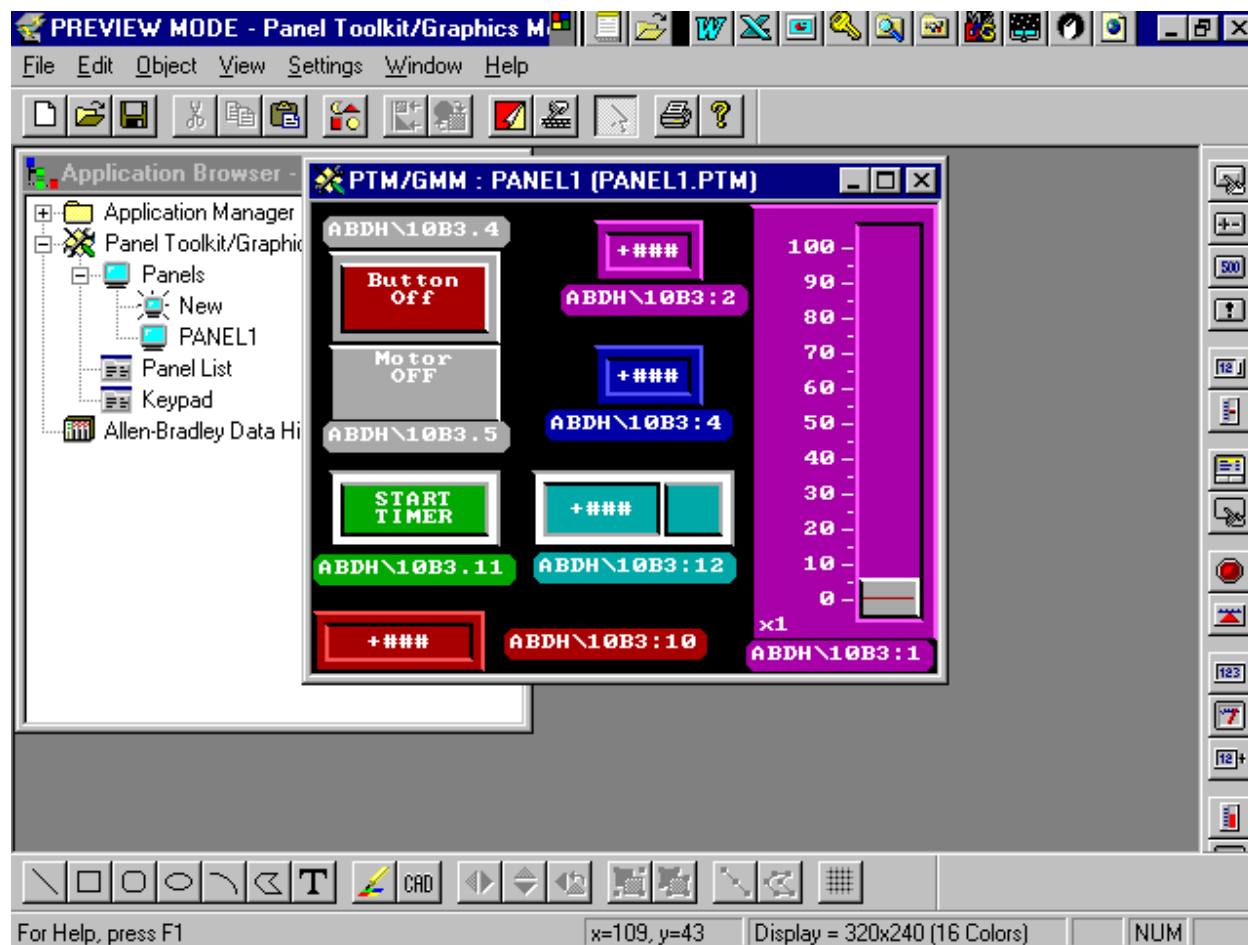 PREVIEW MODE - Panel Toolkit/Graphics M
File Edit Object View Settings Window Help
Application Browser -
Application Manager
Panel Toolkit/Graphic
Panels
New
PANEL1
Panel List
Keypad
Allen-Bradley Data Hi
PTM/GMM : PANEL1 (PANEL1.PTM)
ABDH\10B3.4
Button
Off
Motor
OFF
ABDH\10B3.5
START
TIMER
ABDH\10B3.11
+###
+###
ABDH\10B3:2
+###
ABDH\10B3:4
+###
ABDH\10B3:12
ABDH\10B3:10
100
90
80
70
60
50
40
30
20
10
0
x1
ABDH\10B3:1
500
123
T
CAD
For Help, press F1
x=109, y=43
Display = 320x240 (16 Colors)
NUM